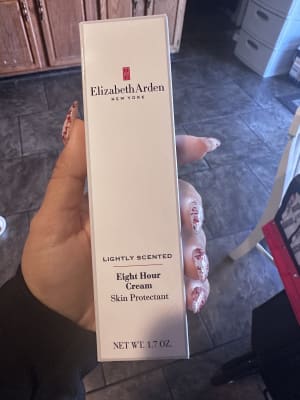 Elizabeth Arden
NEW YORK
LIGHTLY SCENTED
Eight Hour
Cream
Skin Protectant
NET WT. 1.7 OZ.